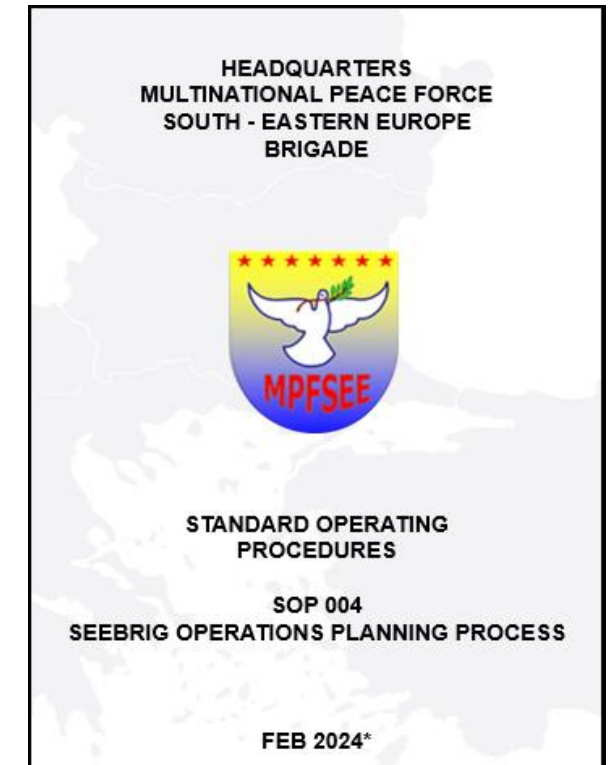 HEADQUARTERS
MULTINATIONAL PEACE FORCE
SOUTH - EASTERN EUROPE
BRIGADE
MPFSEE
STANDARD OPERATING
PROCEDURES
SOP 004
SEEBRIG OPERATIONS PLANNING PROCESS
FEB 2024*